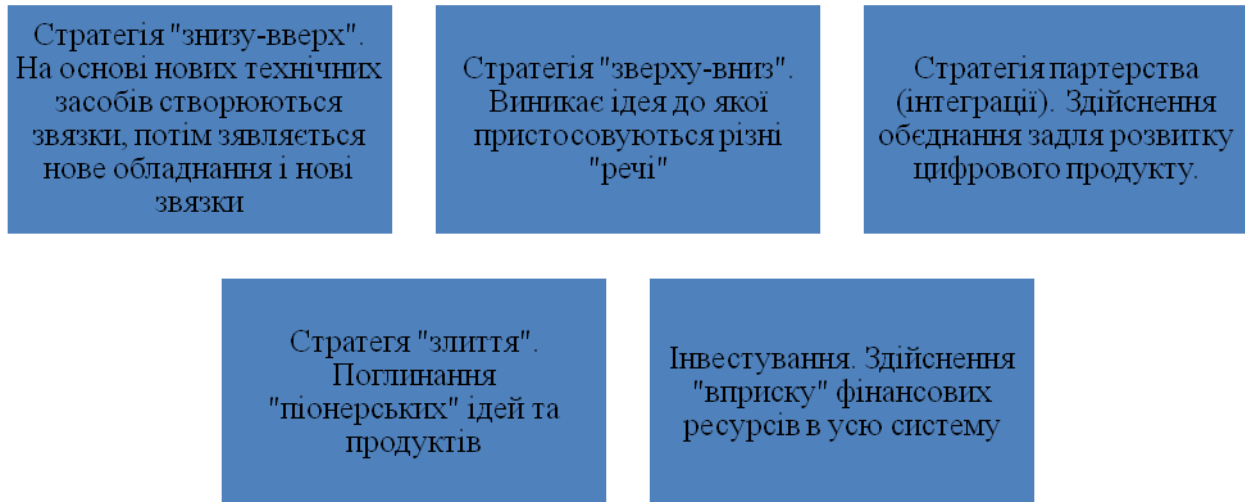 Стратегія "знизу-вверх".
На основі нових технічних
засобів створюються
звязки, потім зявляється
нове обладнання і нові
звязки
Стратегія "зверху-вниз".
Виникає ідея до якої
пристосовуються різні
"речі"
Стратегія партерства
(інтеграції). Здійснення
обєднання задля розвитку
цифрового продукту.
Стратегя "злиття".
Поглинання
"піонерських" ідей та
продуктів
Інвестування. Здійснення
"вприску" фінансових
ресурсів в усю систему